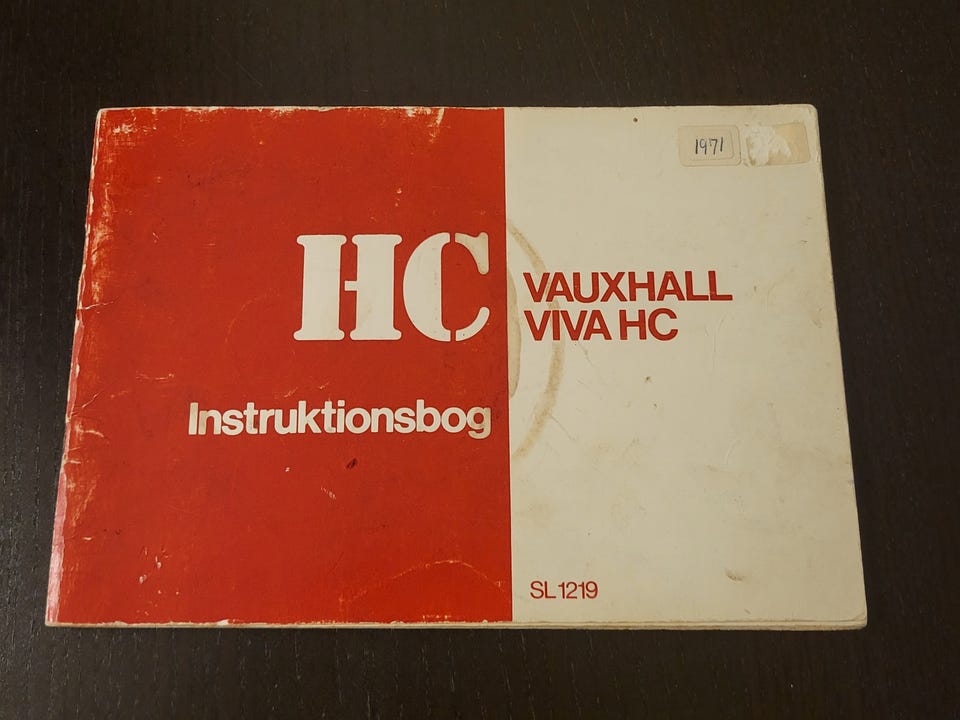 1971
HC
VAUXHALL
VIVA HC
Instruktionsbog
SL 1219